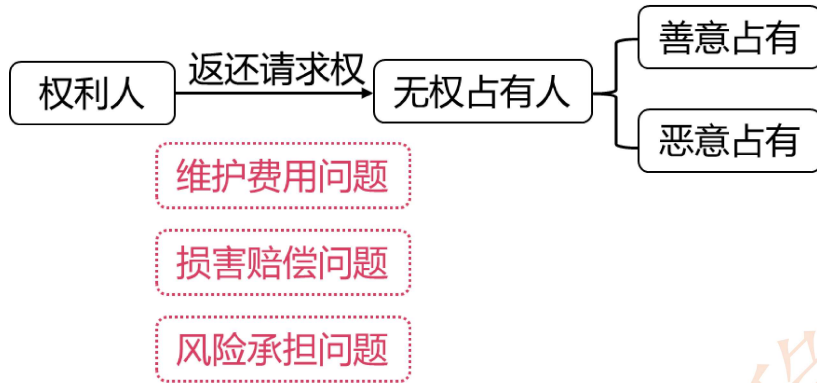 善意占有
返还请求权
权利人
无权占有人
恶意占有
维护费用问题
损害赔偿问题
风险承担问题